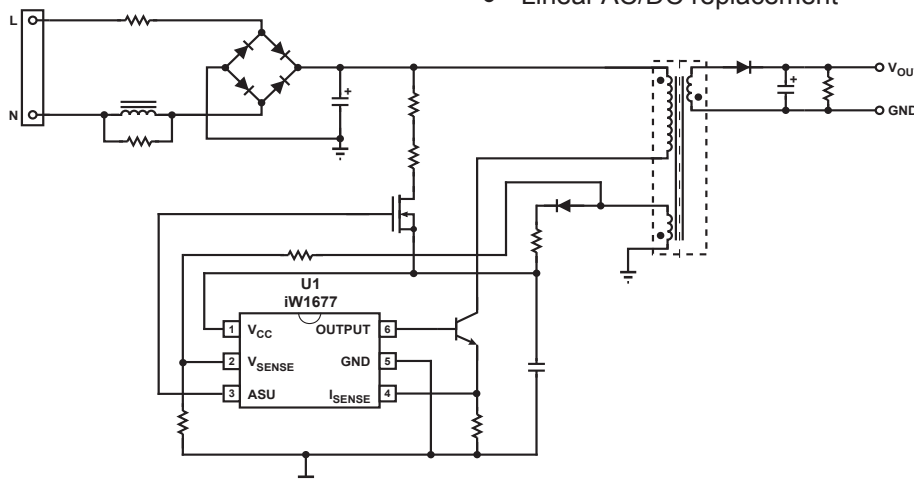 • Linear AC/DC replacement
L
+
+
V_OU
N
GND
U1
iW1677
1 V_CC OUTPUT 6
2 V_SENSE GND 5
3 ASU I_SENSE 4